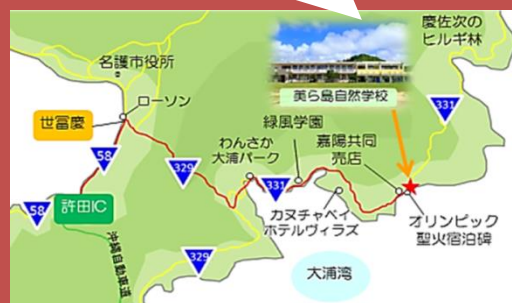 慶佐次の
ヒルギ林
名護市役所
美ら島自然学校
331
ローソン
世冨慶
緑風学園
嘉陽共同
売店
わんさか
大浦パーク
58
329
331
58
許田IC
カヌチャベイ
ホテルヴィラズ
オリンピック
聖火宿泊碑
沖縄自動車道
329
大浦湾